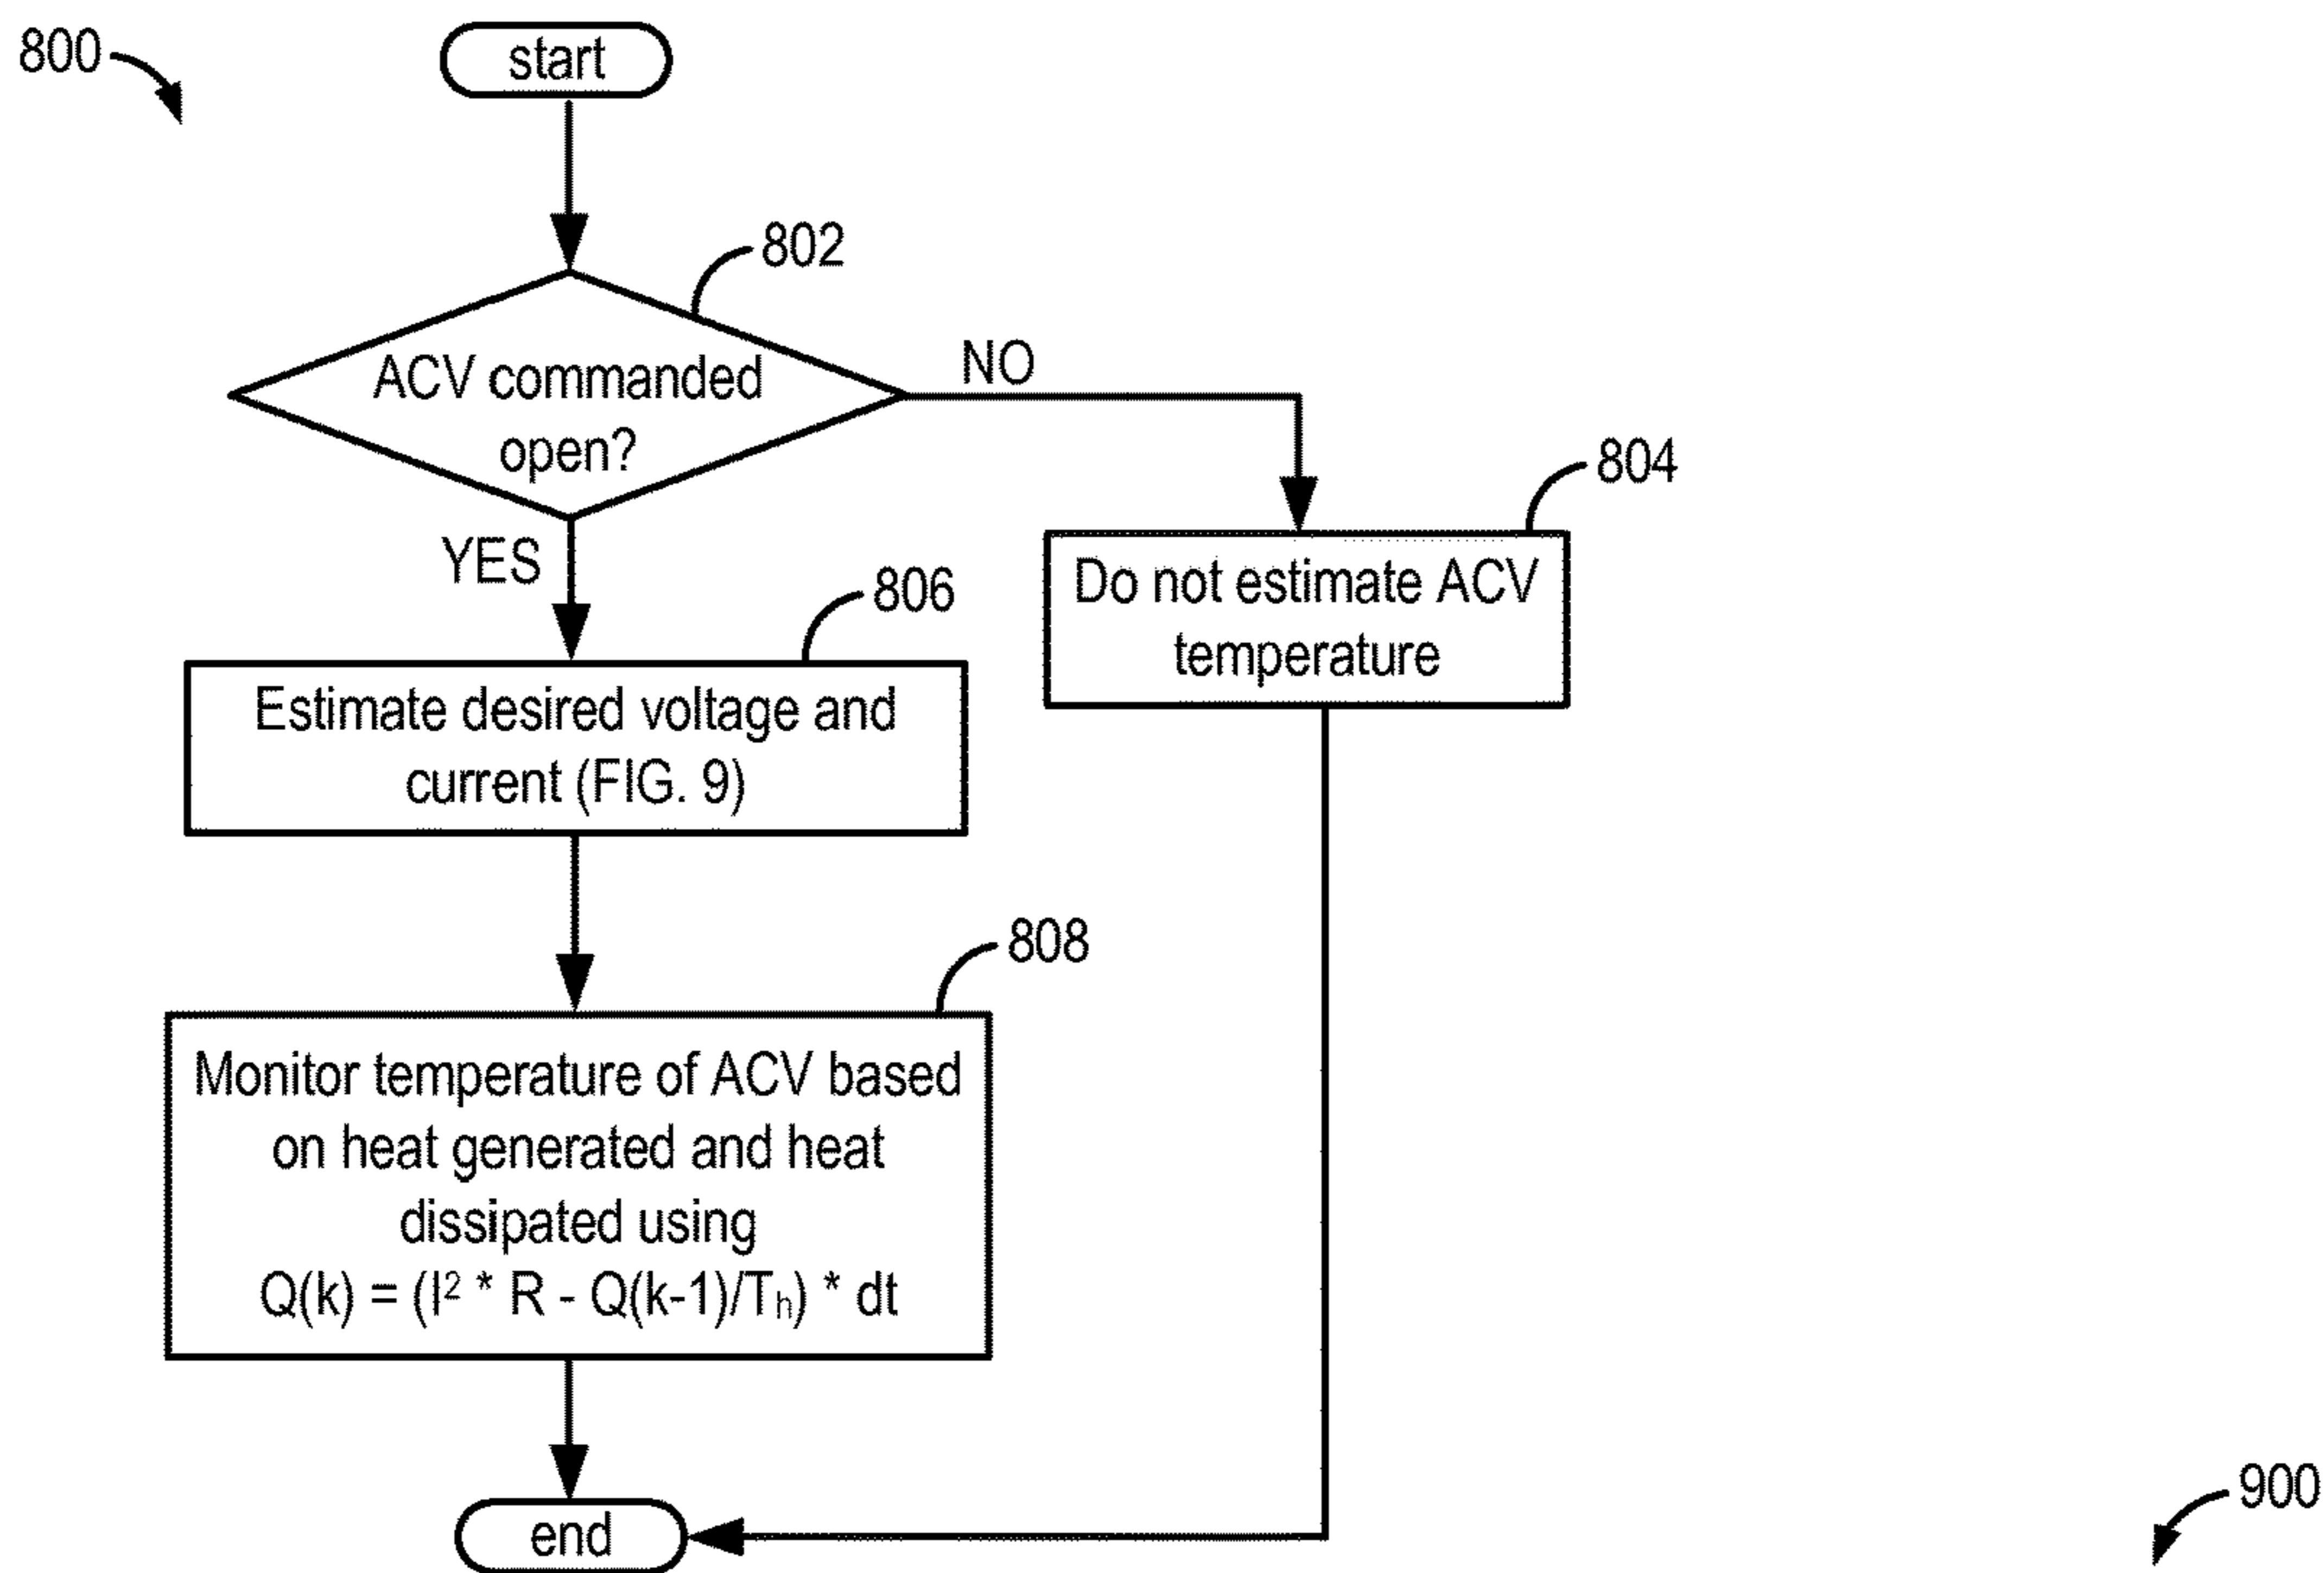 800
start
802
ACV commanded
open?
NO
YES
804
Do not estimate ACV
temperature
806
Estimate desired voltage and
current (FIG. 9)
808
Monitor temperature of ACV based
on heat generated and heat
dissipated using
Q(k) = (I² * R - Q(k-1)/Tₕ) * dt
end
900